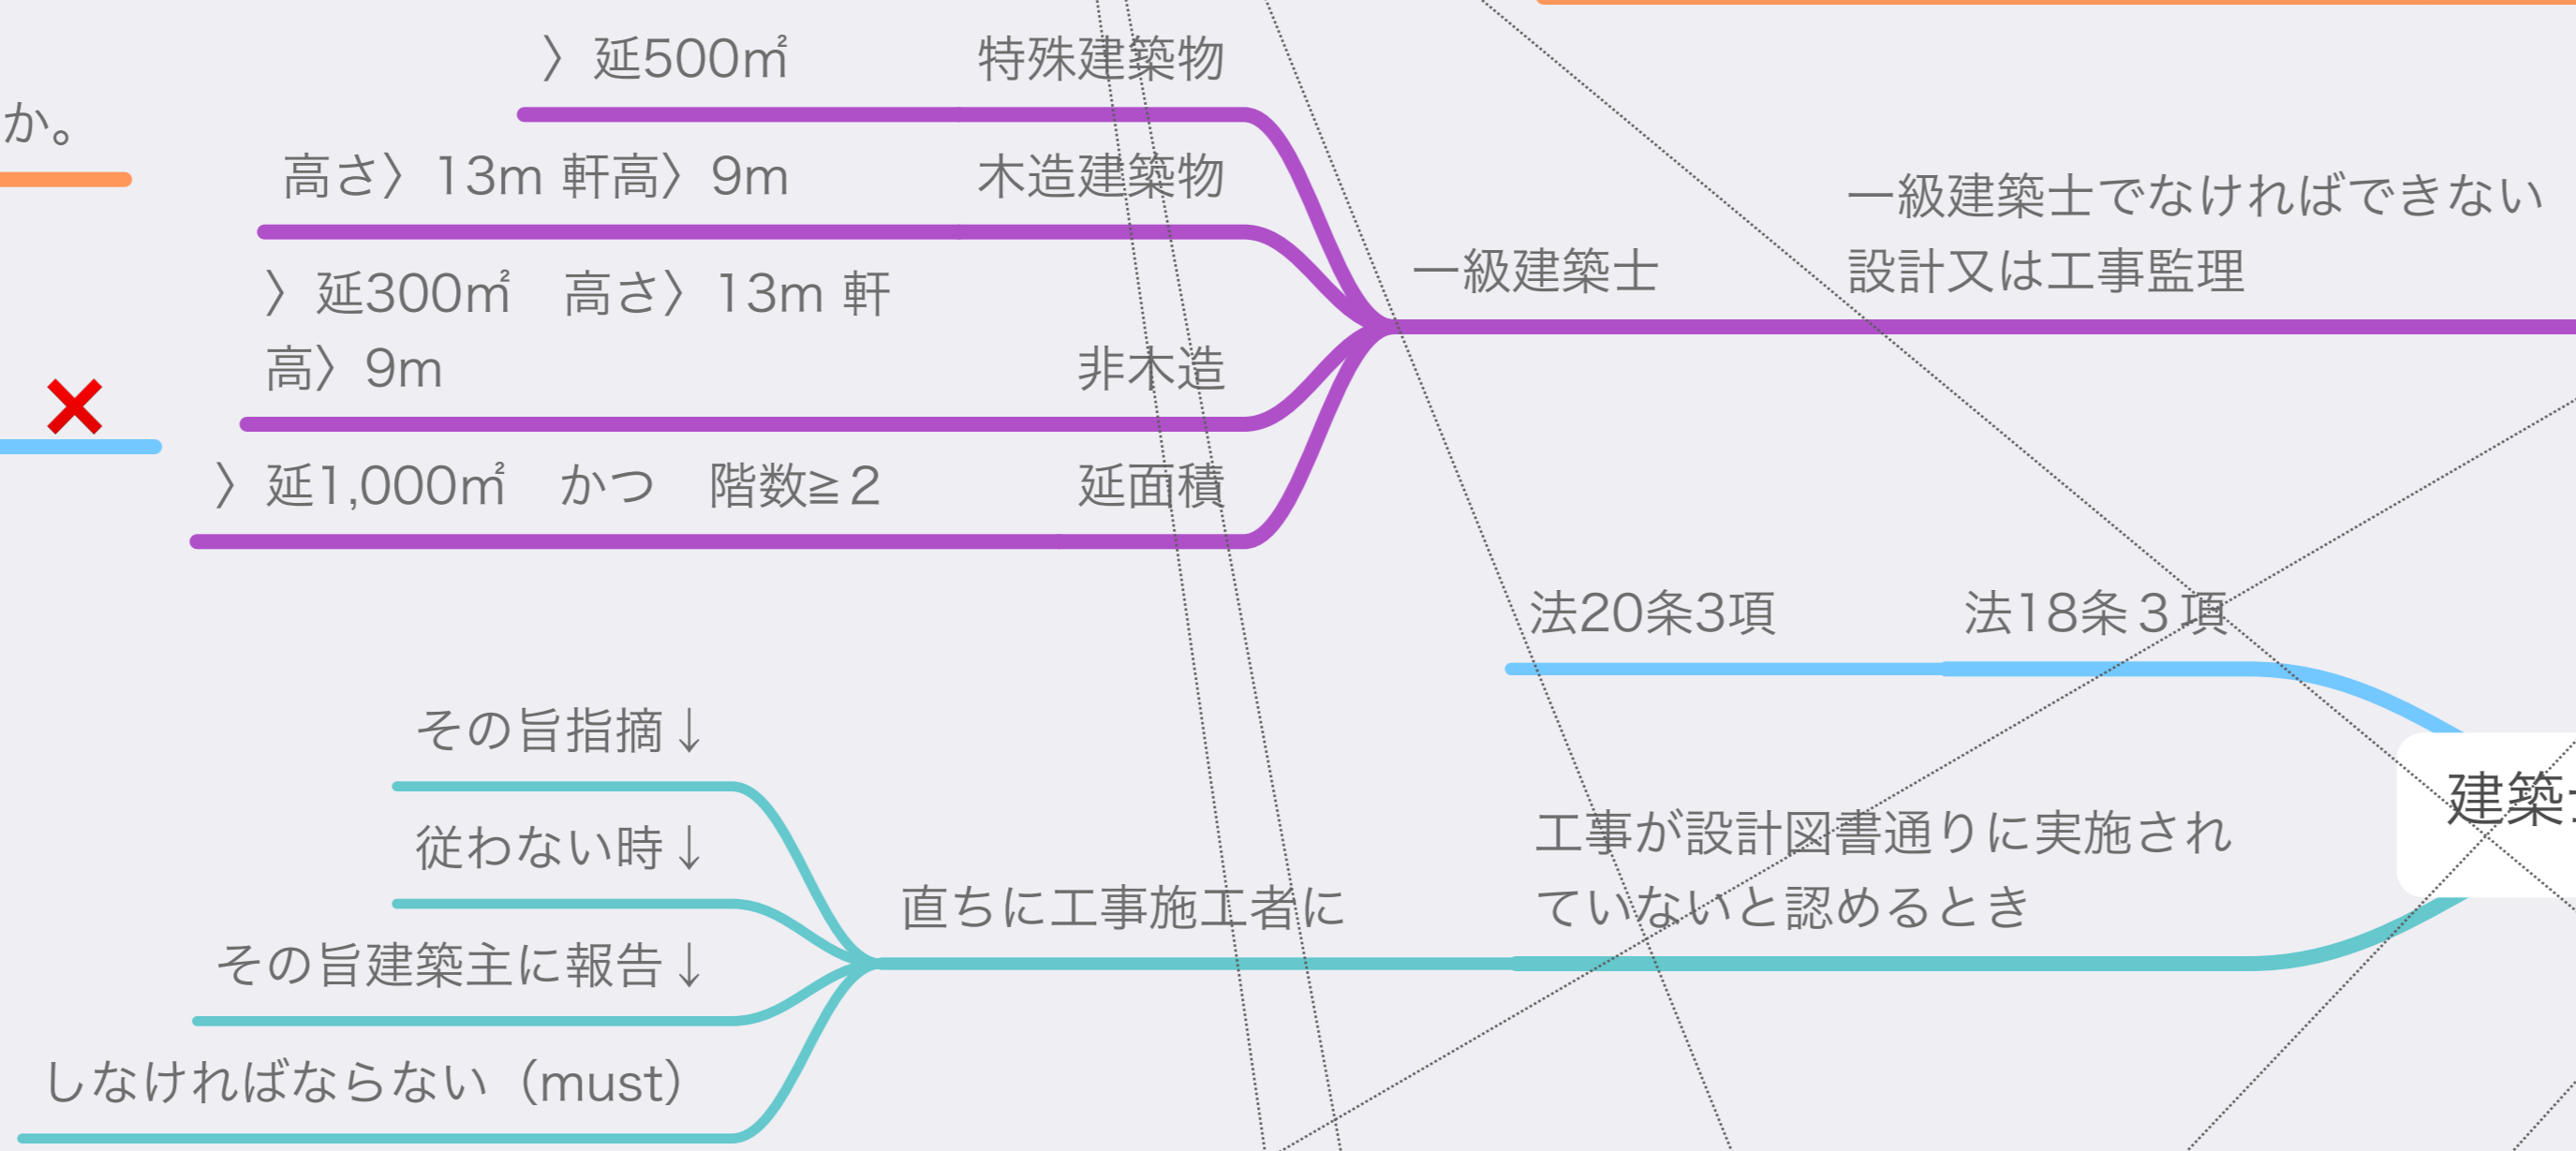 〉延500㎡　特殊建築物
か。
高さ〉13m 軒高〉9m　木造建築物
一級建築士でなければできない
設計又は工事監理
一級建築士
〉延300㎡　高さ〉13m 軒
高〉9m　非木造
〉延1,000㎡　かつ　階数≧2　延面積
法20条3項　法18条３項
その旨指摘↓
従わない時↓
その旨建築主に報告↓
しなければならない（must）
直ちに工事施工者に
工事が設計図書通りに実施され
ていないと認めるとき
建築